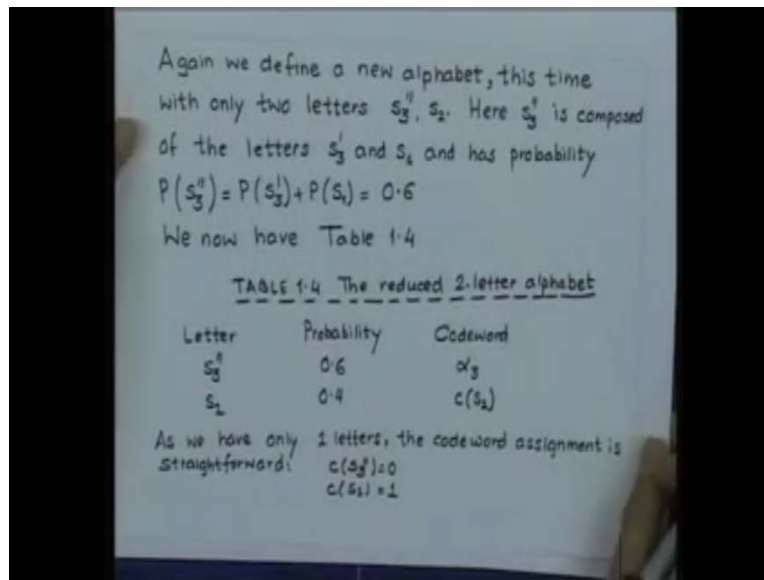 Again we define a new alphabet, this time
with only two letters S₃'', S₂. Here S₃'' is composed
of the letters S₃' and S₁ and has probability
P(S₃'') = P(S₃') + P(S₁) = 0.6
We now have Table 1.4
TABLE 1.4 The reduced 2-letter alphabet
Letter Probability Codeword
S₃'' 0.6 α₃
S₂ 0.4 c(S₂)
As we have only 2 letters, the codeword assignment is
straightforward:
c(S₃'')=0
c(S₂)=1